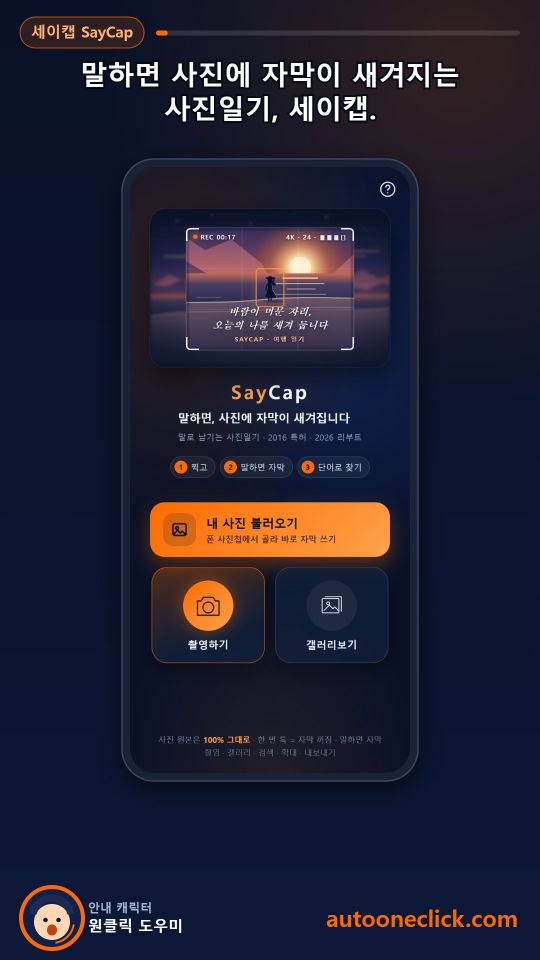 세이캡 SayCap
말하면 사진에 자막이 새겨지는
사진일기, 세이캡.
REC 00:17
4K · 24 ·
바람이 머문 자리,
오늘의 나를 새겨 둡니다
SAYCAP · 여행 일기
SayCap
말하면, 사진에 자막이 새겨집니다
말로 남기는 사진일기 · 2016 특허 · 2026 리부트
1 찍고
2 말하면 자막
3 단어로 찾기
내 사진 불러오기
폰 사진첩에서 골라 바로 자막 쓰기
촬영하기
갤러리보기
사진 원본은 100% 그대로 · 한 번 톡 = 자막 꺼짐 · 말하면 자막
촬영 · 갤러리 · 검색 · 확대 · 내보내기
안내 캐릭터
원클릭 도우미
autooneclick.com